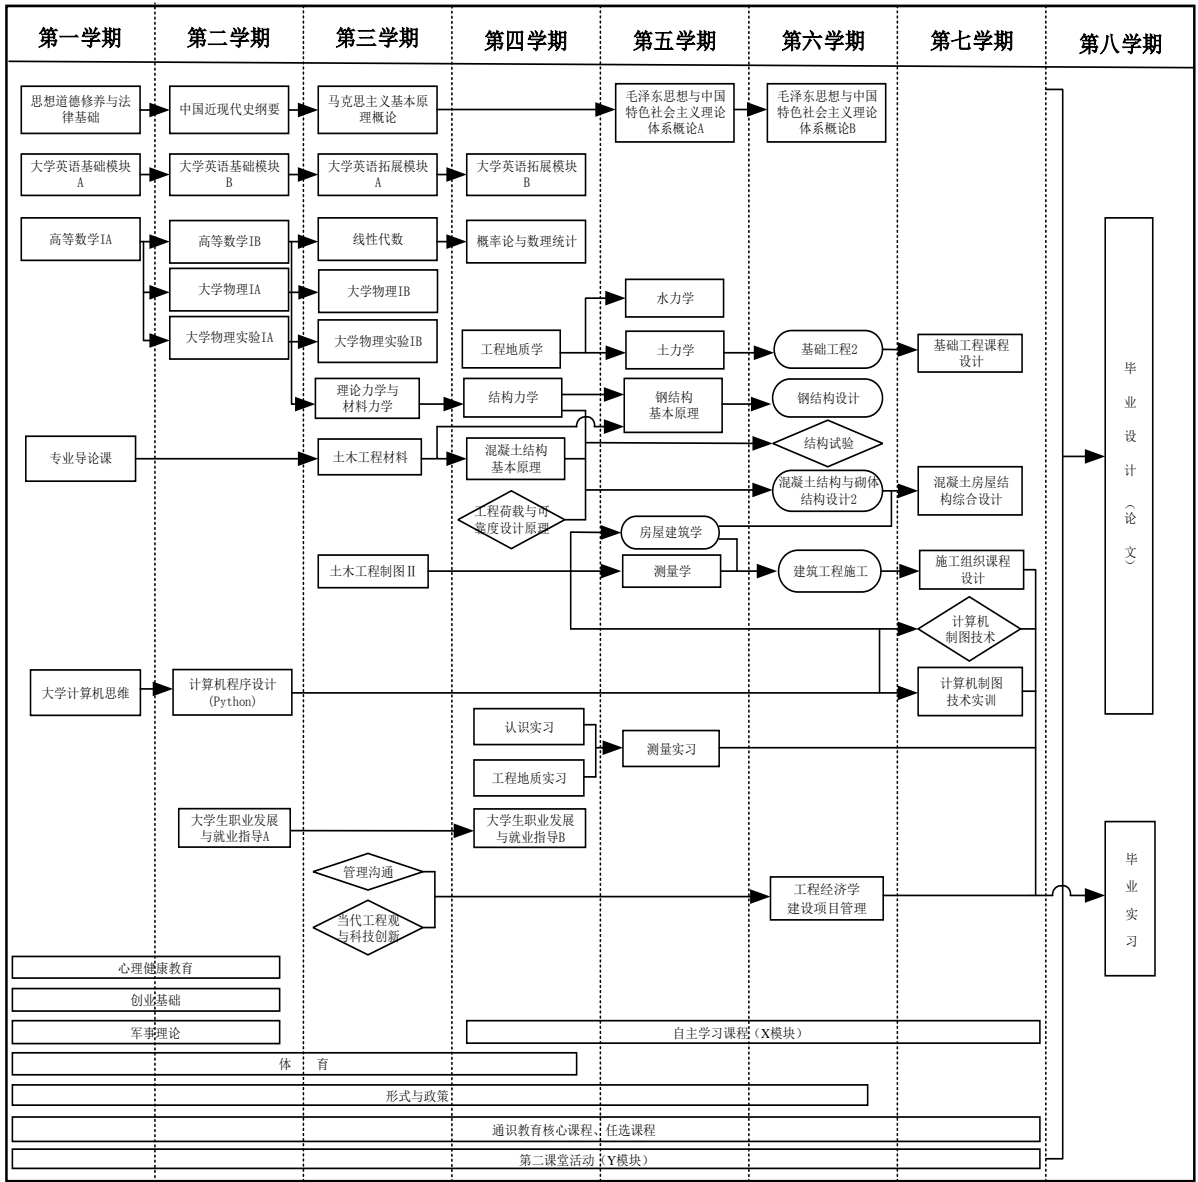 第一学期
第二学期
第三学期
第四学期
第五学期
第六学期
第七学期
第八学期
思想道德修养与法
律基础
中国近现代史纲要
马克思主义基本原
理概论
毛泽东思想与中国
特色社会主义理论
体系概论A
毛泽东思想与中国
特色社会主义理论
体系概论B
大学英语基础模块
A
大学英语基础模块
B
大学英语拓展模块
A
大学英语拓展模块
B
高等数学IA
高等数学IB
线性代数
概率论与数理统计
大学物理IA
大学物理IB
水力学
大学物理实验IA
大学物理实验IB
工程地质学
土力学
基础工程2
基础工程课程
设计
理论力学与
材料力学
结构力学
钢结构
基本原理
钢结构设计
专业导论课
土木工程材料
混凝土结构
基本原理
结构试验
混凝土结构与砌体
结构设计2
混凝土房屋结
构综合设计
工程荷载与可
靠度设计原理
房屋建筑学
土木工程制图Ⅱ
测量学
建筑工程施工
施工组织课程
设计
计算机
制图技术
大学计算机思维
计算机程序设计
(Python)
计算机制图
技术实训
认识实习
工程地质实习
测量实习
大学生职业发展
与就业指导A
大学生职业发展
与就业指导B
管理沟通
当代工程观
与科技创新
工程经济学
建设项目管理
毕业设计（论文）
毕业实习
心理健康教育
创业基础
军事理论
自主学习课程（X模块）
体 育
形式与政策
通识教育核心课程、任选课程
第二课堂活动（Y模块）